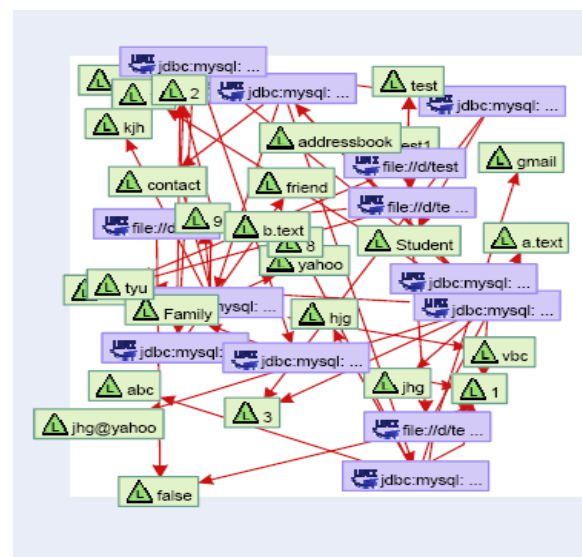 jdbc:mysql: ...
2
jdbc:mysql: ...
test
jdbc:mysql: ...
kjh
addressbook
est1
file://d/test
gmail
contact
friend
file://d/te ...
9
file://d
b.text
8
Student
a.text
yahoo
jdbc:mysql: ...
tyu
Family
mysql: ...
jdbc:mysql: ...
hjg
jdbc:mysql:
jdbc:mysql: ...
vbc
abc
jhg
1
3
jhg@yahoo
file://d/te ...
jdbc:mysql: ...
false